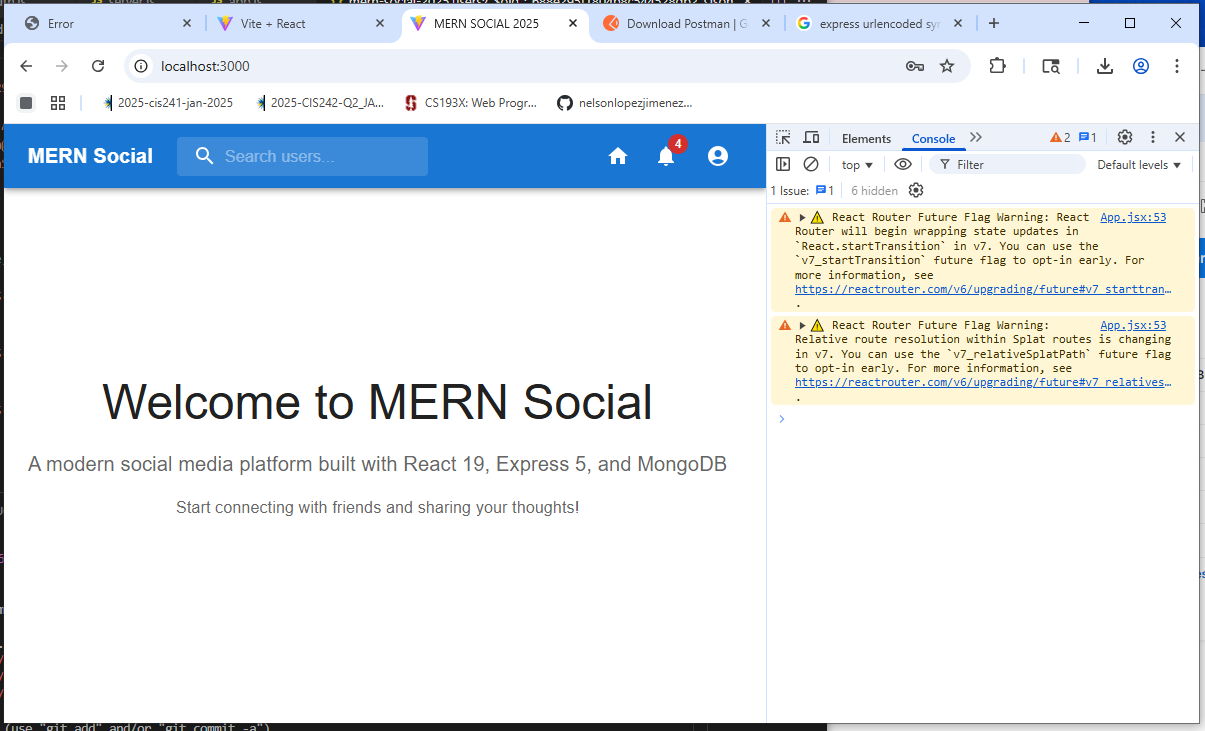 Error
Vite + React
MERN SOCIAL 2025
Download Postman | G
express urlencoded syn
localhost:3000
2025-cis241-jan-2025
2025-CIS242-Q2_JA...
CS193X: Web Progr...
nelsonlopezjimenez...
MERN Social
Search users...
4
Elements
Console
2
1
top
Filter
Default levels
1 Issue:
1
6 hidden
React Router Future Flag Warning: React
App.jsx:53
Router will begin wrapping state updates in
`React.startTransition` in v7. You can use the
`v7_startTransition` future flag to opt-in early. For
more information, see
https://reactrouter.com/v6/upgrading/future#v7_starttran…
.
React Router Future Flag Warning:
App.jsx:53
Relative route resolution within Splat routes is changing
in v7. You can use the `v7_relativeSplatPath` future flag
to opt-in early. For more information, see
https://reactrouter.com/v6/upgrading/future#v7_relatives…
.
Welcome to MERN Social
A modern social media platform built with React 19, Express 5, and MongoDB
Start connecting with friends and sharing your thoughts!
(use "git add" and/or "git commit -a")